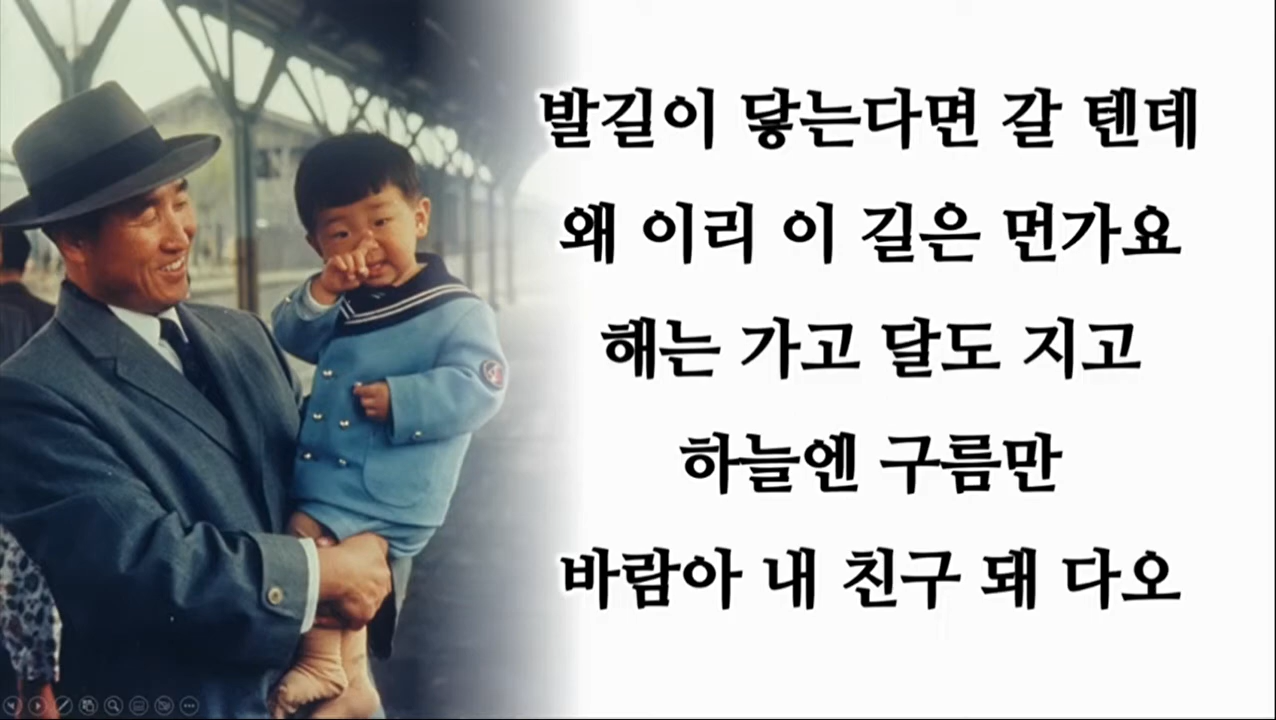 발길이 닿는다면 갈 텐데
왜 이리 이 길은 먼가요
해는 가고 달도 지고
하늘엔 구름만
바람아 내 친구 돼 다오